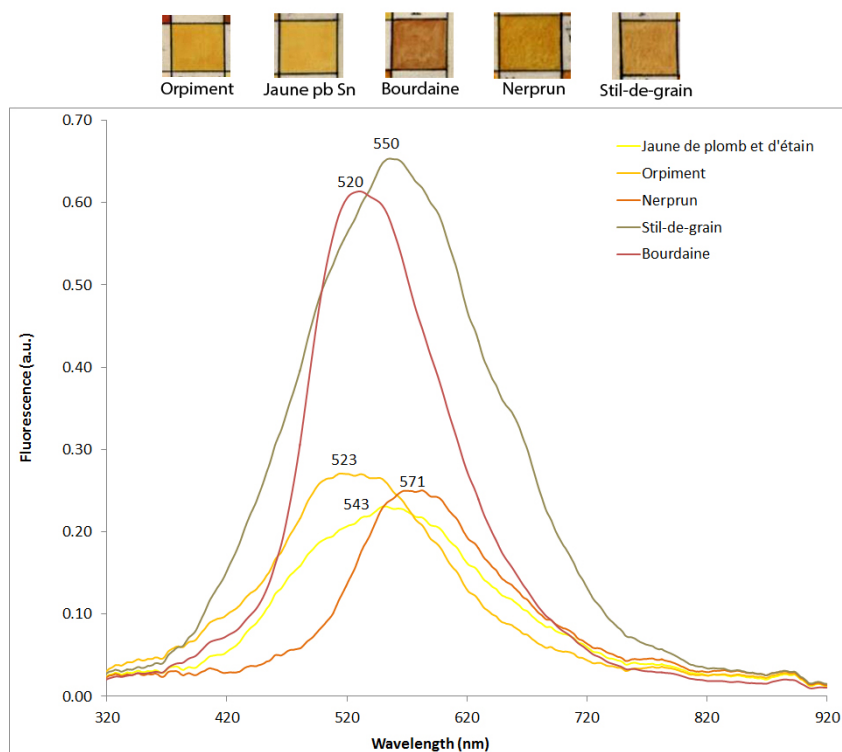 Orpiment Jaune pb Sn Bourdaine Nerprun Stil-de-grain
0.70
0.60
0.50
0.40
0.30
0.20
0.10
0.00
Fluorescence (a.u.)
550
520
523
571
543
Jaune de plomb et d'étain
Orpiment
Nerprun
Stil-de-grain
Bourdaine
320 420 520 620 720 820 920
Wavelength (nm)